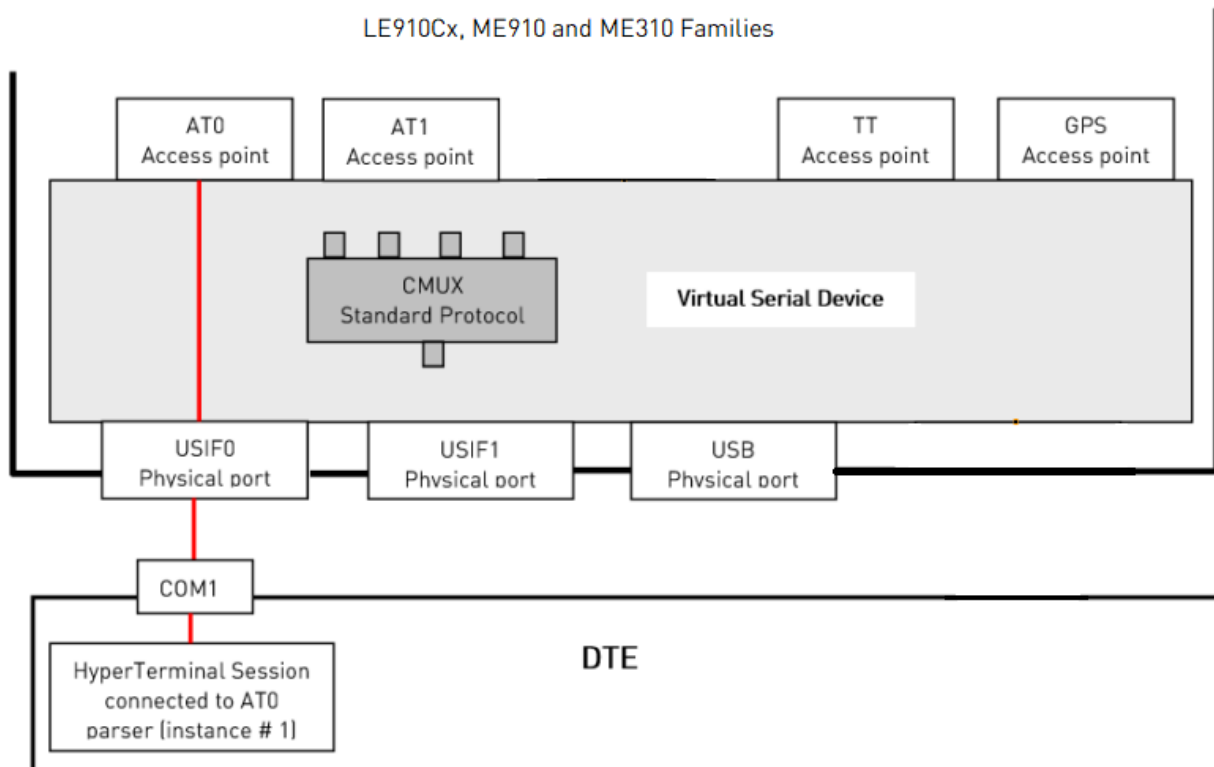 LE910Cx, ME910 and ME310 Families
AT0
Access point
AT1
Access point
TT
Access point
GPS
Access point
CMUX
Standard Protocol
Virtual Serial Device
USIF0
Physical port
USIF1
Physical port
USB
Physical port
COM1
HyperTerminal Session
connected to AT0
parser (instance # 1)
DTE